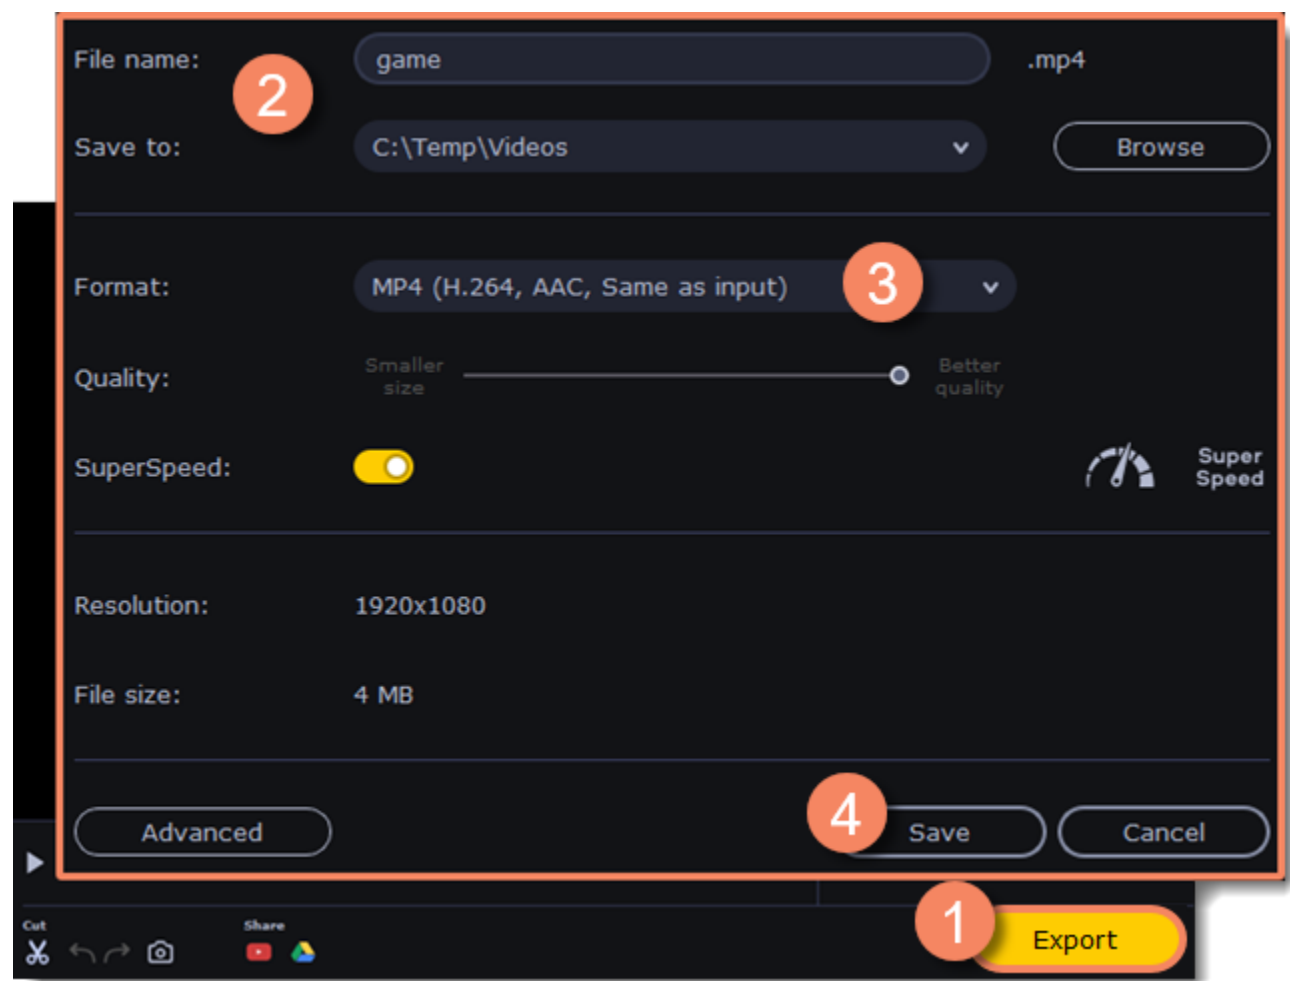 File name: game .mp4
2
Save to: C:\Temp\Videos Browse
Format: MP4 (H.264, AAC, Same as input) 3
Quality: Smaller size Better quality
SuperSpeed: Super Speed
Resolution: 1920x1080
File size: 4 MB
Advanced 4 Save Cancel
Cut Share
1 Export